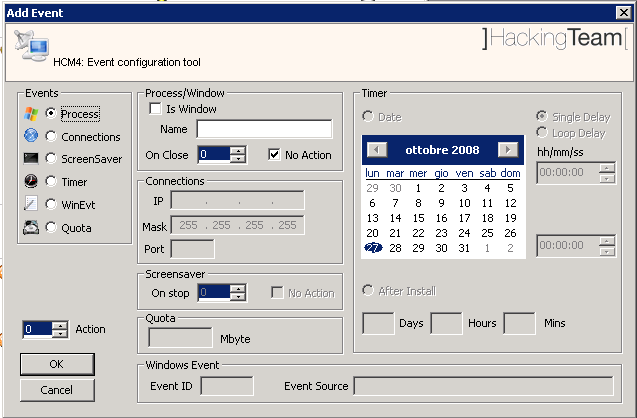 Add Event
HCM4: Event configuration tool
]HackingTeam[
Events
Process
Connections
ScreenSaver
Timer
WinEvt
Quota
0 Action
OK
Cancel
Process/Window
Is Window
Name
On Close 0 No Action
Connections
IP . . .
Mask 255 . 255 . 255 . 255
Port
Screensaver
On stop 0 No Action
Quota
Mbyte
Timer
Date
ottobre 2008
lun mar mer gio ven sab dom
29 30 1 2 3 4 5
6 7 8 9 10 11 12
13 14 15 16 17 18 19
20 21 22 23 24 25 26
27 28 29 30 31 1 2
Single Delay
Loop Delay
hh/mm/ss
00:00:00
00:00:00
After Install
Days Hours Mins
Windows Event
Event ID Event Source